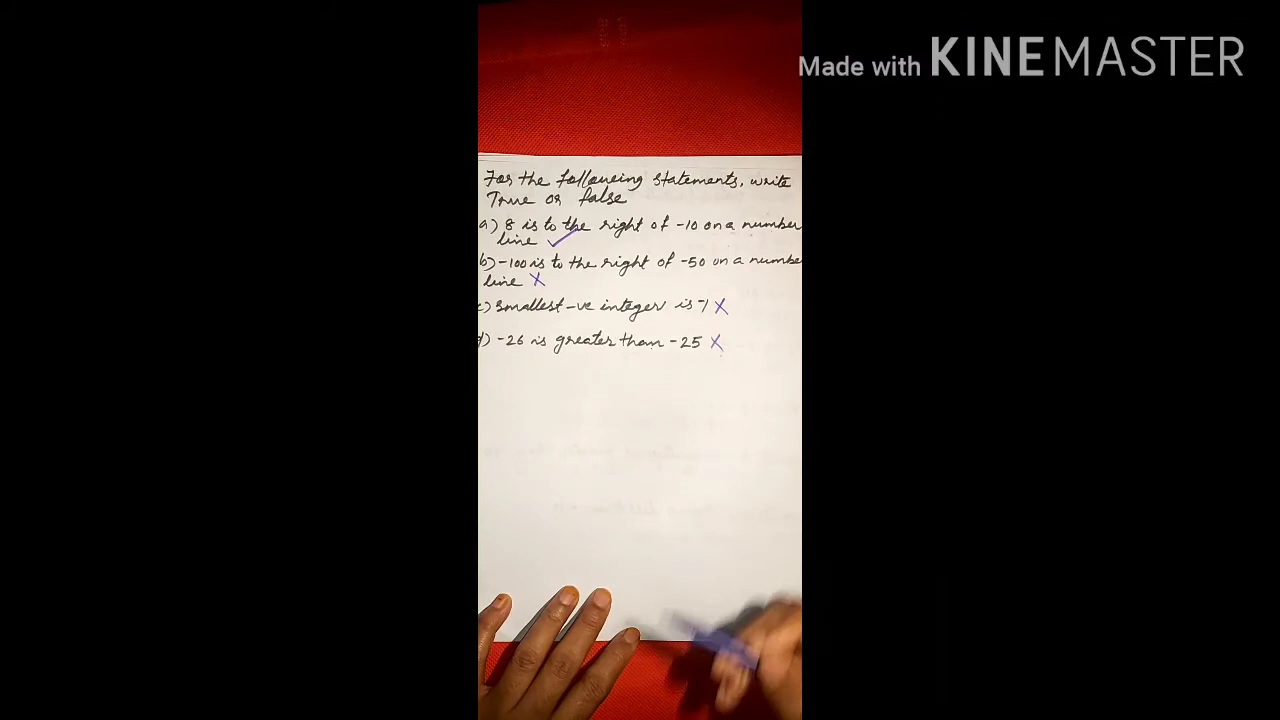 Made with KINEMASTER
For the following statements, write
True or false
a) 8 is to the right of -10 on a number
line ✓
b) -100 is to the right of -50 on a number
line X
c) smallest -ve integer is -1 X
d) -26 is greater than -25 X